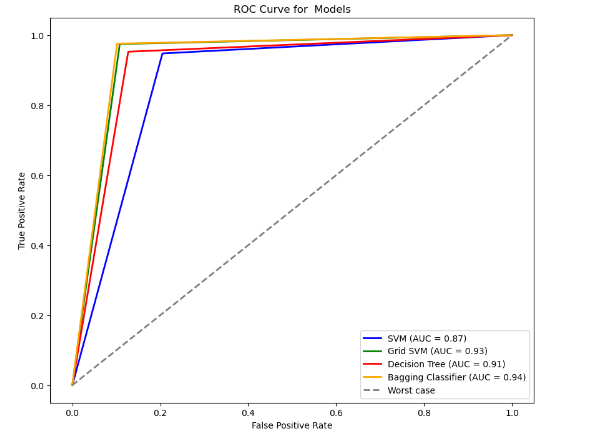 ROC Curve for  Models
True Positive Rate
1.0
0.8
0.6
0.4
0.2
0.0
0.0 0.2 0.4 0.6 0.8 1.0
False Positive Rate
SVM (AUC = 0.87)
Grid SVM (AUC = 0.93)
Decision Tree (AUC = 0.91)
Bagging Classifier (AUC = 0.94)
Worst case